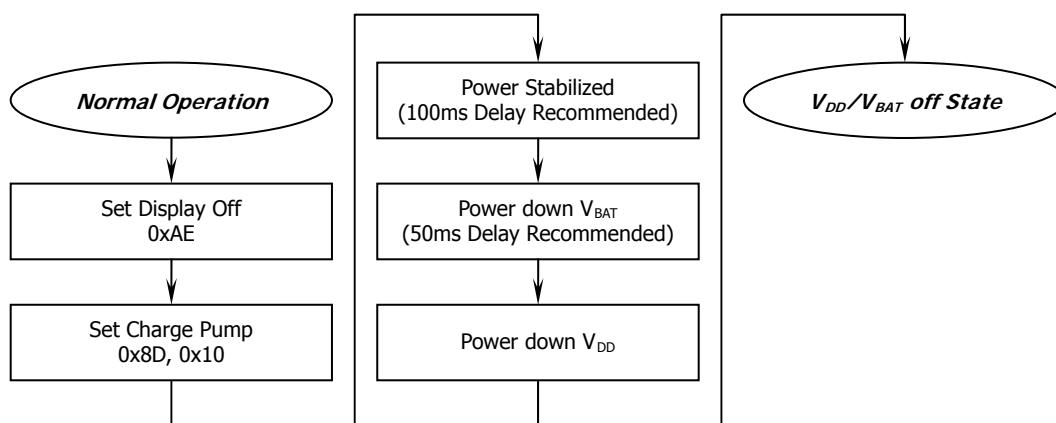 Normal Operation
Set Display Off
0xAE
Set Charge Pump
0x8D, 0x10
Power Stabilized
(100ms Delay Recommended)
Power down VBAT
(50ms Delay Recommended)
Power down VDD
VDD/VBAT off State